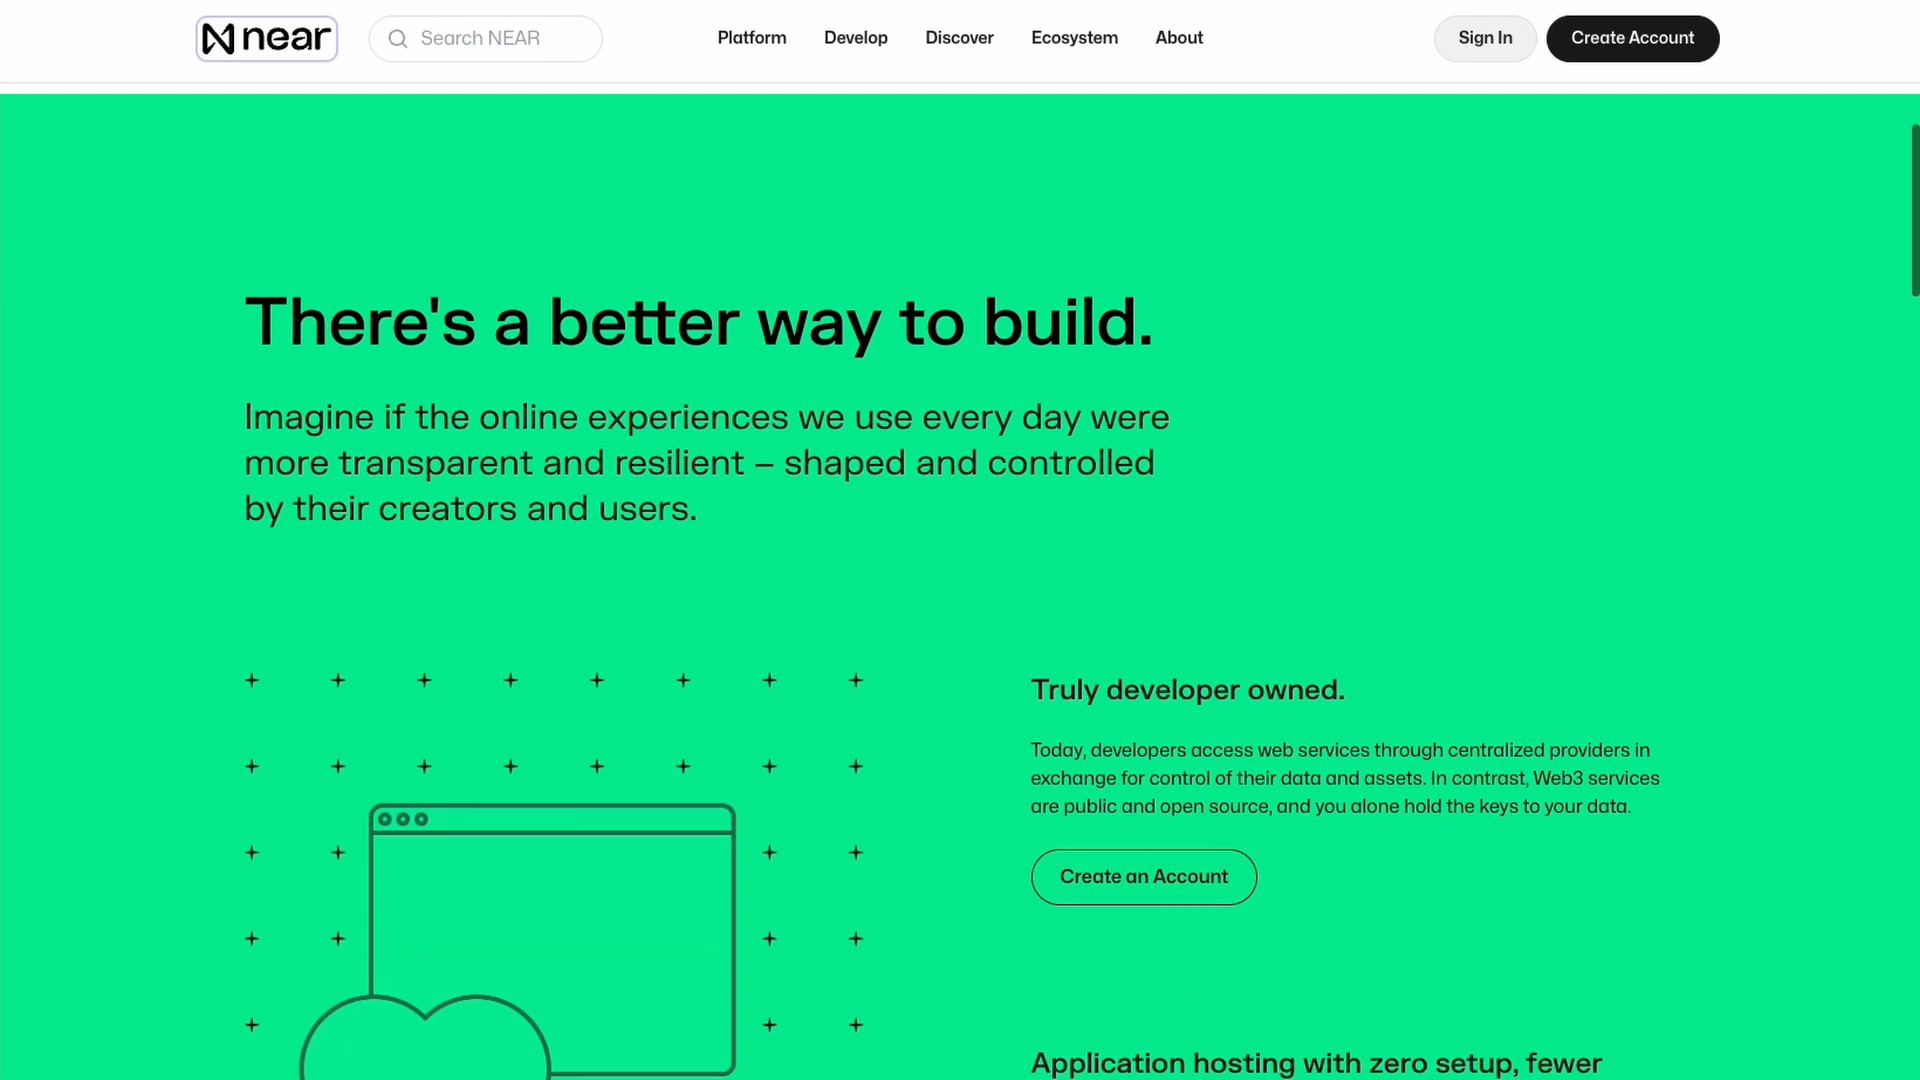 near
Search NEAR
Platform
Develop
Discover
Ecosystem
About
Sign In
Create Account
There's a better way to build.
Imagine if the online experiences we use every day were
more transparent and resilient – shaped and controlled
by their creators and users.
Truly developer owned.
Today, developers access web services through centralized providers in
exchange for control of their data and assets. In contrast, Web3 services
are public and open source, and you alone hold the keys to your data.
Create an Account
Application hosting with zero setup, fewer